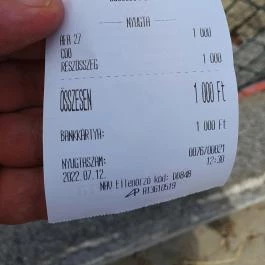 NYUGTA
ÁFA 27 1 000
C00
RÉSZÖSSZEG 1 000
ÖSSZESEN 1 000 Ft
BANKKÁRTYA: 1 000 Ft
NYUGTASZÁM: 0076/00021
2022.07.12. 12:30
NAV Ellenőrző kód: D0848
AP A13610519